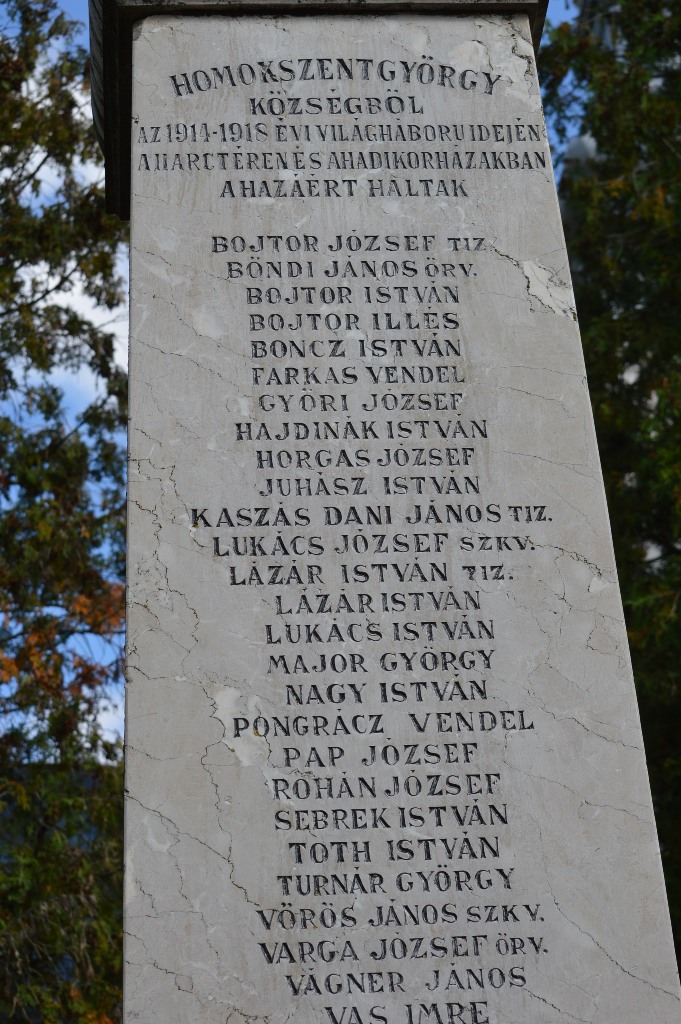 HOMOKSZENTGYÖRGY
KÖZSÉGBÖL
AZ 1914-1918 ÉVI VILÁGHÁBORU IDEJÉN
A HARCTÉREN ÉS A HADIKORHÁZAKBAN
A HAZÁÉRT HALTAK
BOJTOR JÓZSEF TIZ.
BÖNDI JÁNOS ÖRV.
BOJTOR ISTVÁN
BOJTOR ILLÉS
BONCZ ISTVÁN
FARKAS VENDEL
GYÖRI JÓZSEF
HAJDINÁK ISTVÁN
HORGAS JÓZSEF
JUHÁSZ ISTVÁN
KASZÁS DANI JÁNOS TIZ.
LUKÁCS JÓZSEF SZKV.
LÁZÁR ISTVÁN TIZ.
LÁZÁR ISTVÁN
LUKÁCS ISTVÁN
MAJOR GYÖRGY
NAGY ISTVÁN
PONGRÁCZ VENDEL
PAP JÓZSEF
ROHÁN JÓZSEF
SEBREK ISTVÁN
TOTH ISTVÁN
TURNÁR GYÖRGY
VÖRÖS JÁNOS SZKV.
VARGA JÓZSEF ÖRV.
VÁGNER JÁNOS
VAS IMRE